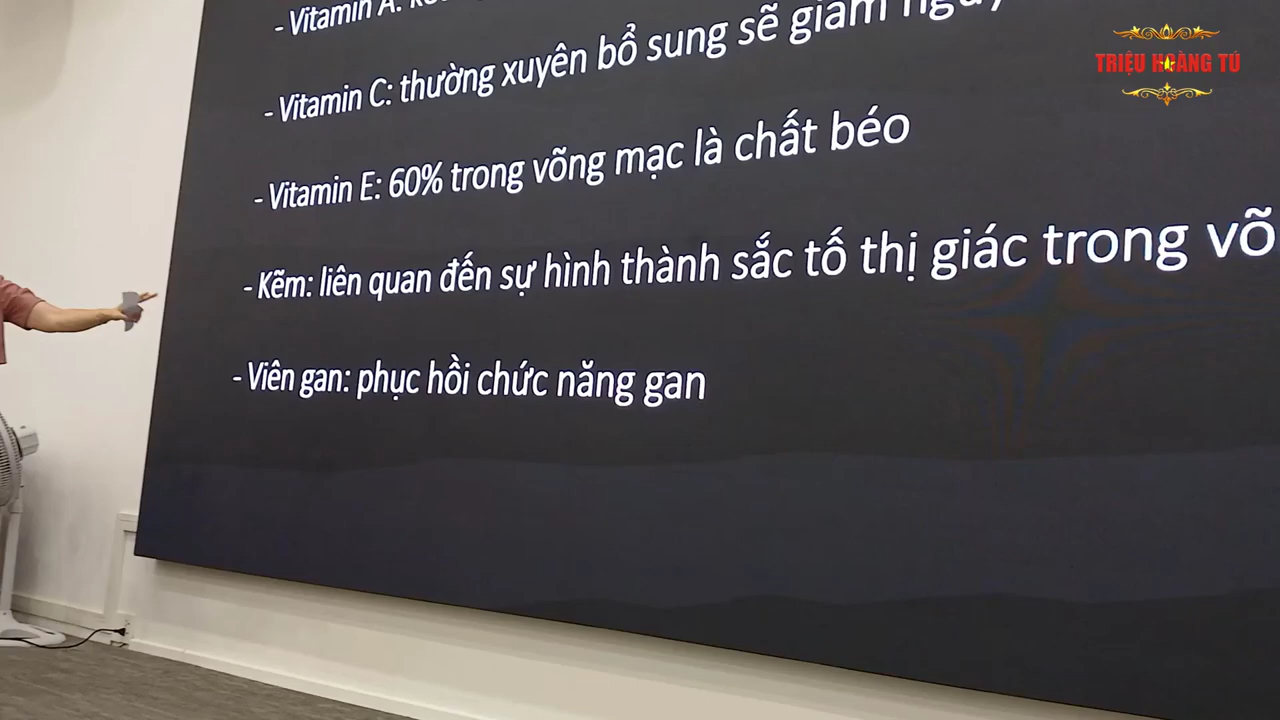 - Vitamin A:
- Vitamin C: thường xuyên bổ sung sẽ giảm
- Vitamin E: 60% trong võng mạc là chất béo
- Kẽm: liên quan đến sự hình thành sắc tố thị giác trong
- Viên gan: phục hồi chức năng gan
TRIỆU HOÀNG TÚ